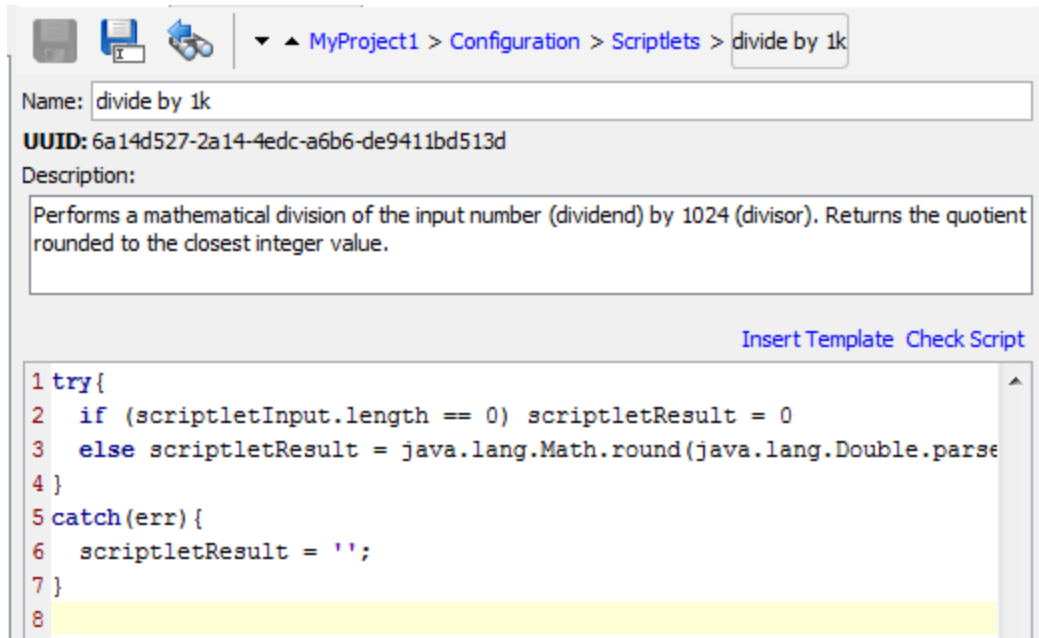 MyProject1 > Configuration > Scriptlets > divide by 1k
Name: divide by 1k
UUID: 6a14d527-2a14-4edc-a6b6-de9411bd513d
Description:
Performs a mathematical division of the input number (dividend) by 1024 (divisor). Returns the quotient
rounded to the closest integer value.
Insert Template Check Script
1 try{
2 if (scriptletInput.length == 0) scriptletResult = 0
3 else scriptletResult = java.lang.Math.round(java.lang.Double.parse
4 }
5 catch(err){
6 scriptletResult = '';
7 }
8